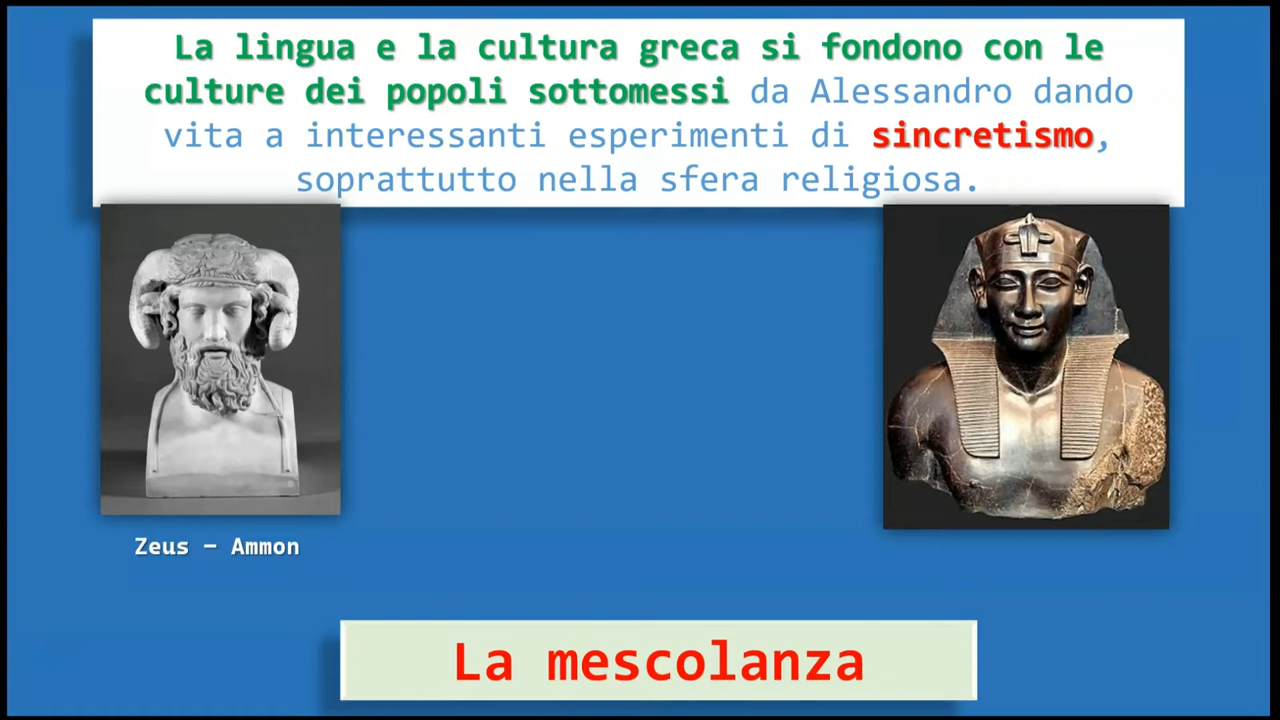 La lingua e la cultura greca si fondono con le
culture dei popoli sottomessi da Alessandro dando
vita a interessanti esperimenti di sincretismo,
soprattutto nella sfera religiosa.
Zeus – Ammon
La mescolanza